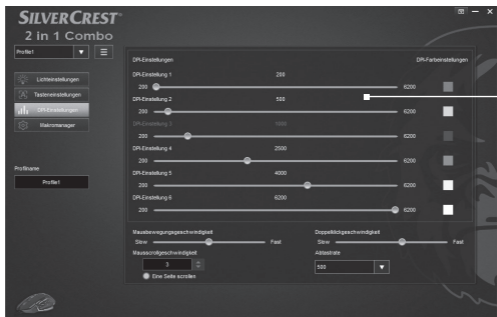 SILVERCREST®
2 in 1 Combo
Profile1
Lichteinstellungen
Tasteneinstellungen
DPI-Einstellungen
Makromanager
Profilname
Profile1
DPI-Einstellungen DPI-Farbeinstellungen
DPI-Einstellung 1 200
200 6200
DPI-Einstellung 2 500
200 6200
DPI-Einstellung 3
200 6200
DPI-Einstellung 4 2500
200 6200
DPI-Einstellung 5 4000
200 6200
DPI-Einstellung 6 6200
200 6200
Mausbewegungsgeschwindigkeit Doppelklickgeschwindigkeit
Slow Fast Slow Fast
Mausscrollgeschwindigkeit Abtastrate
3 500
Eine Seite scrollen